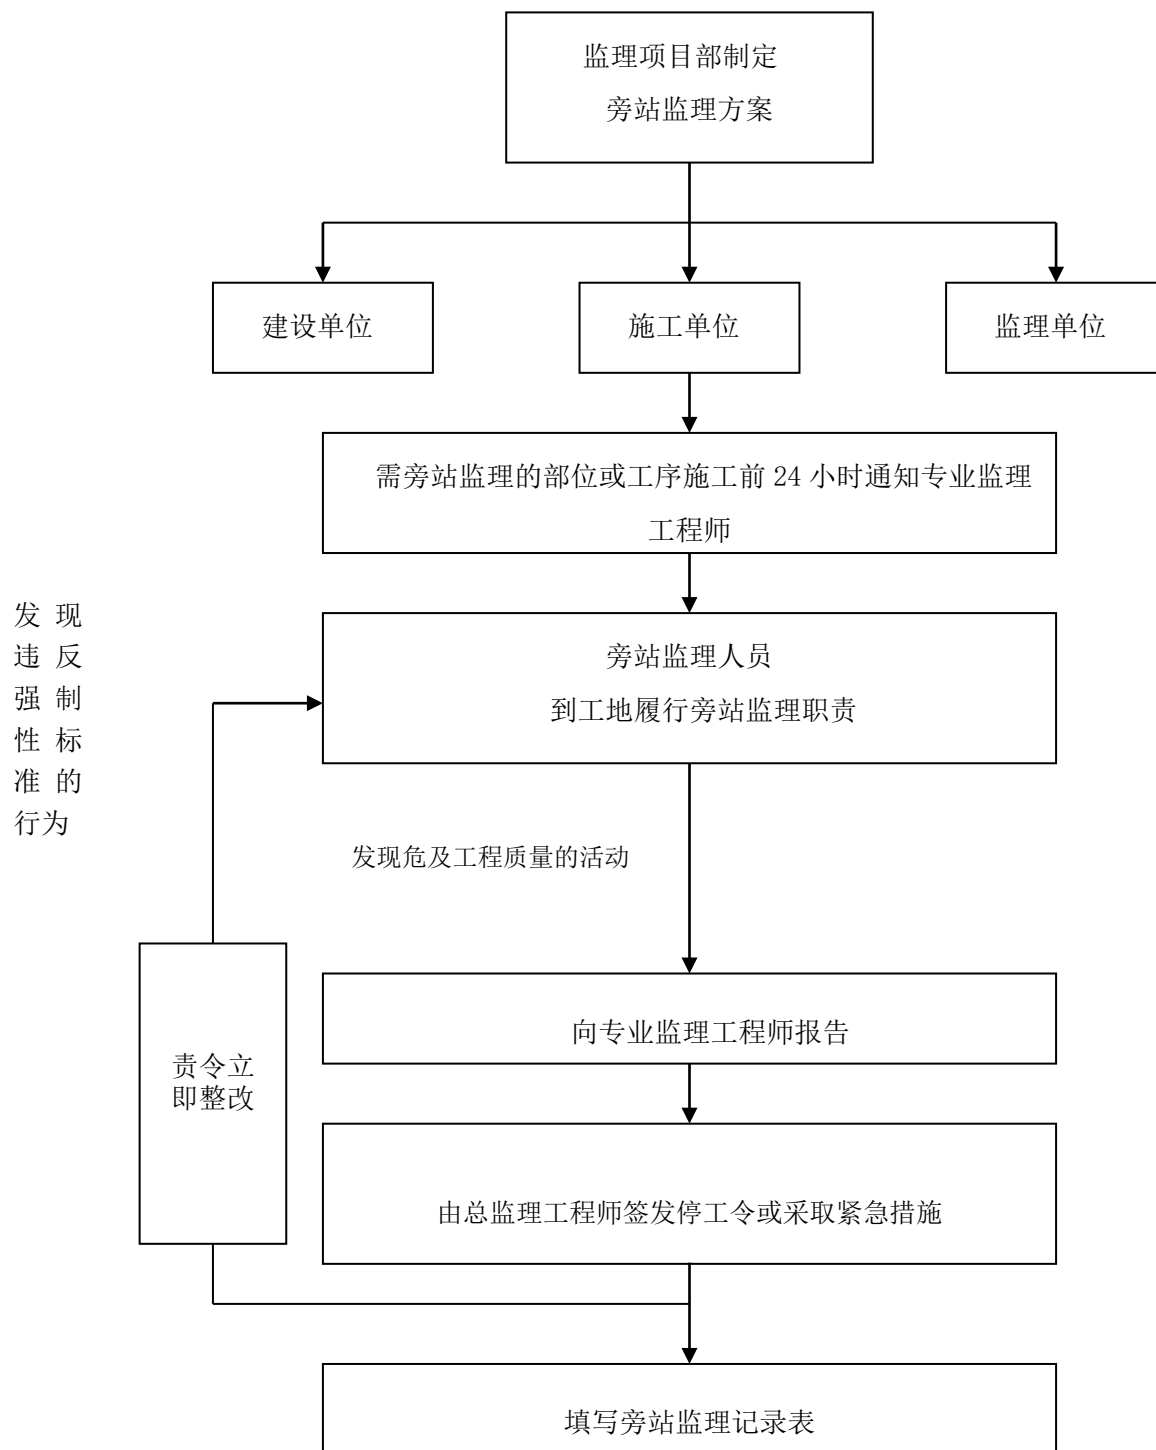 监理项目部制定
旁站监理方案
建设单位
施工单位
监理单位
需旁站监理的部位或工序施工前 24 小时通知专业监理
工程师
发 现
违 反
强 制
性 标
准 的
行为
旁站监理人员
到工地履行旁站监理职责
发现危及工程质量的活动
向专业监理工程师报告
责令立
即整改
由总监理工程师签发停工令或采取紧急措施
填写旁站监理记录表